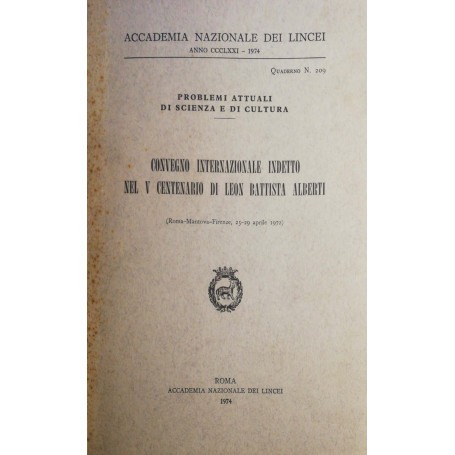 ACCADEMIA NAZIONALE DEI LINCEI
ANNO CCCLXXI - 1974
QUADERNO N. 209
PROBLEMI ATTUALI
DI SCIENZA E DI CULTURA
CONVEGNO INTERNAZIONALE INDETTO
NEL V CENTENARIO DI LEON BATTISTA ALBERTI
(Roma-Mantova-Firenze, 25-29 aprile 1972)
ROMA
ACCADEMIA NAZIONALE DEI LINCEI
1974